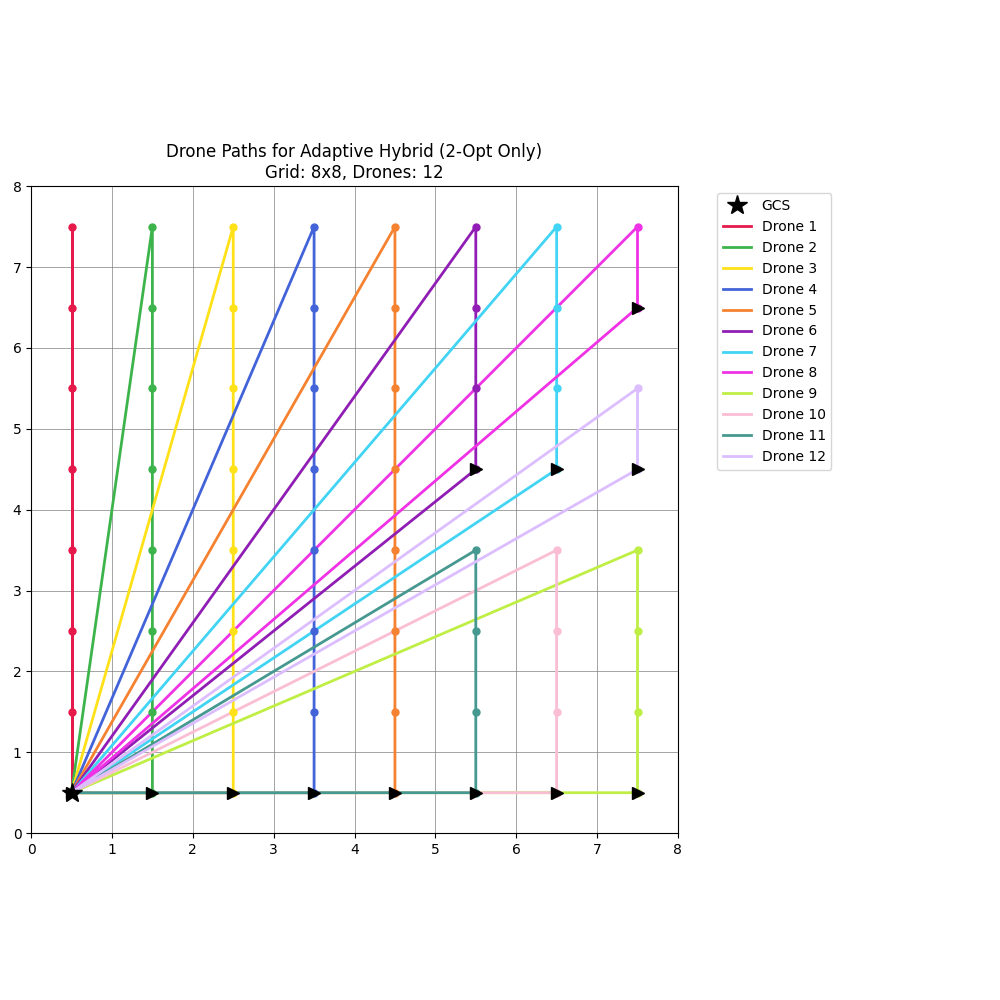 Drone Paths for Adaptive Hybrid (2-Opt Only)
Grid: 8x8, Drones: 12
8
7
6
5
4
3
2
1
0
0 1 2 3 4 5 6 7 8
GCS
Drone 1
Drone 2
Drone 3
Drone 4
Drone 5
Drone 6
Drone 7
Drone 8
Drone 9
Drone 10
Drone 11
Drone 12